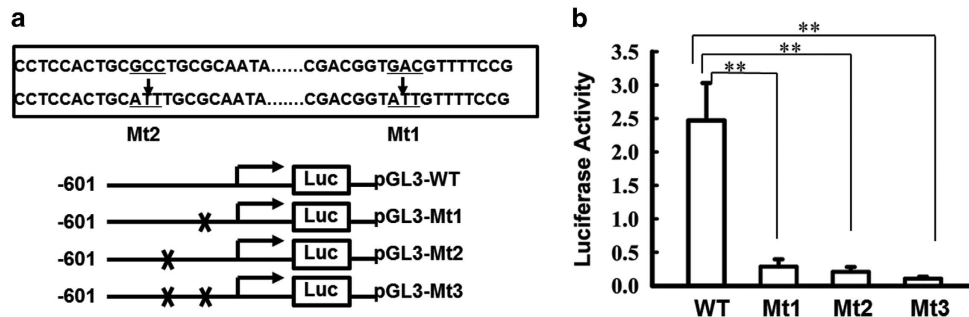 a
CCTCCACTGCGCCTGCGCAATA......CGACGGTGACGTTTTCCG
CCTCCACTGCATTTGCGCAATA.......CGACGGTATTGTTTTCCG
Mt2 Mt1
-601 Luc pGL3-WT
-601 Luc pGL3-Mt1
-601 Luc pGL3-Mt2
-601 Luc pGL3-Mt3
b
**
**
**
Luciferase Activity
3.5
3.0
2.5
2.0
1.5
1.0
0.5
0.0
WT Mt1 Mt2 Mt3